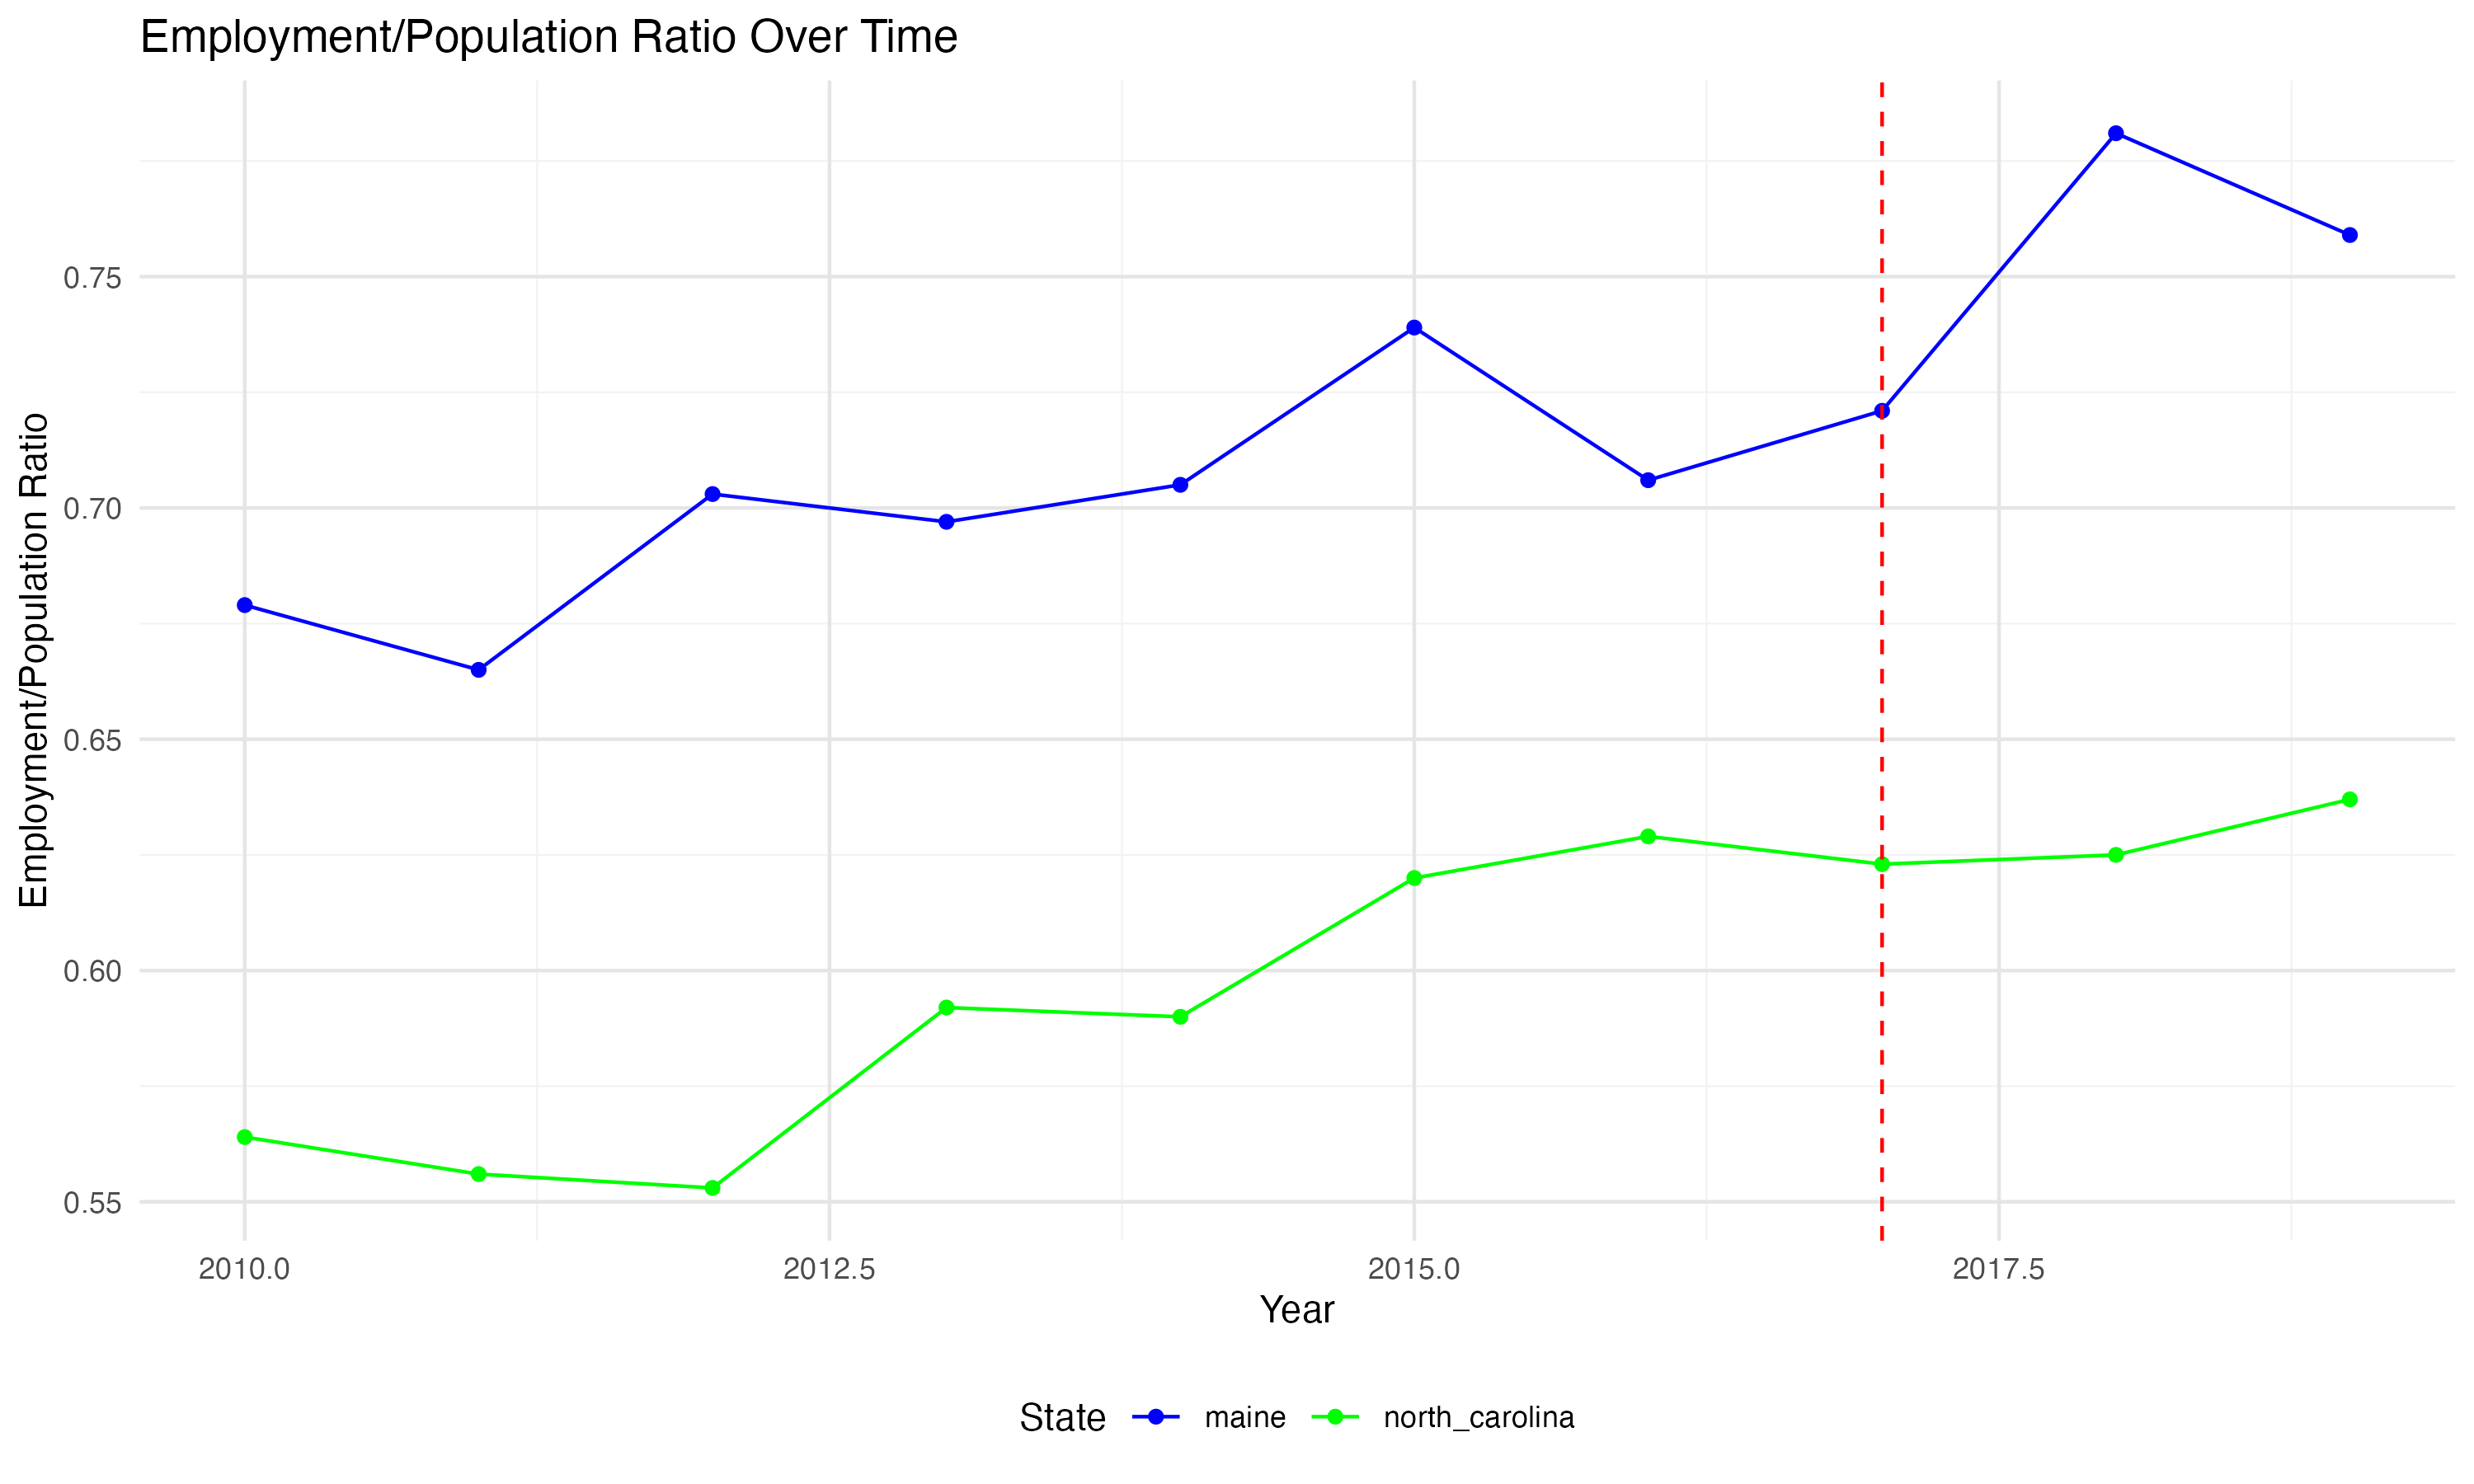 Employment/Population Ratio Over Time
Employment/Population Ratio
0.75
0.70
0.65
0.60
0.55
2010.0 2012.5 2015.0 2017.5
Year
State maine north_carolina